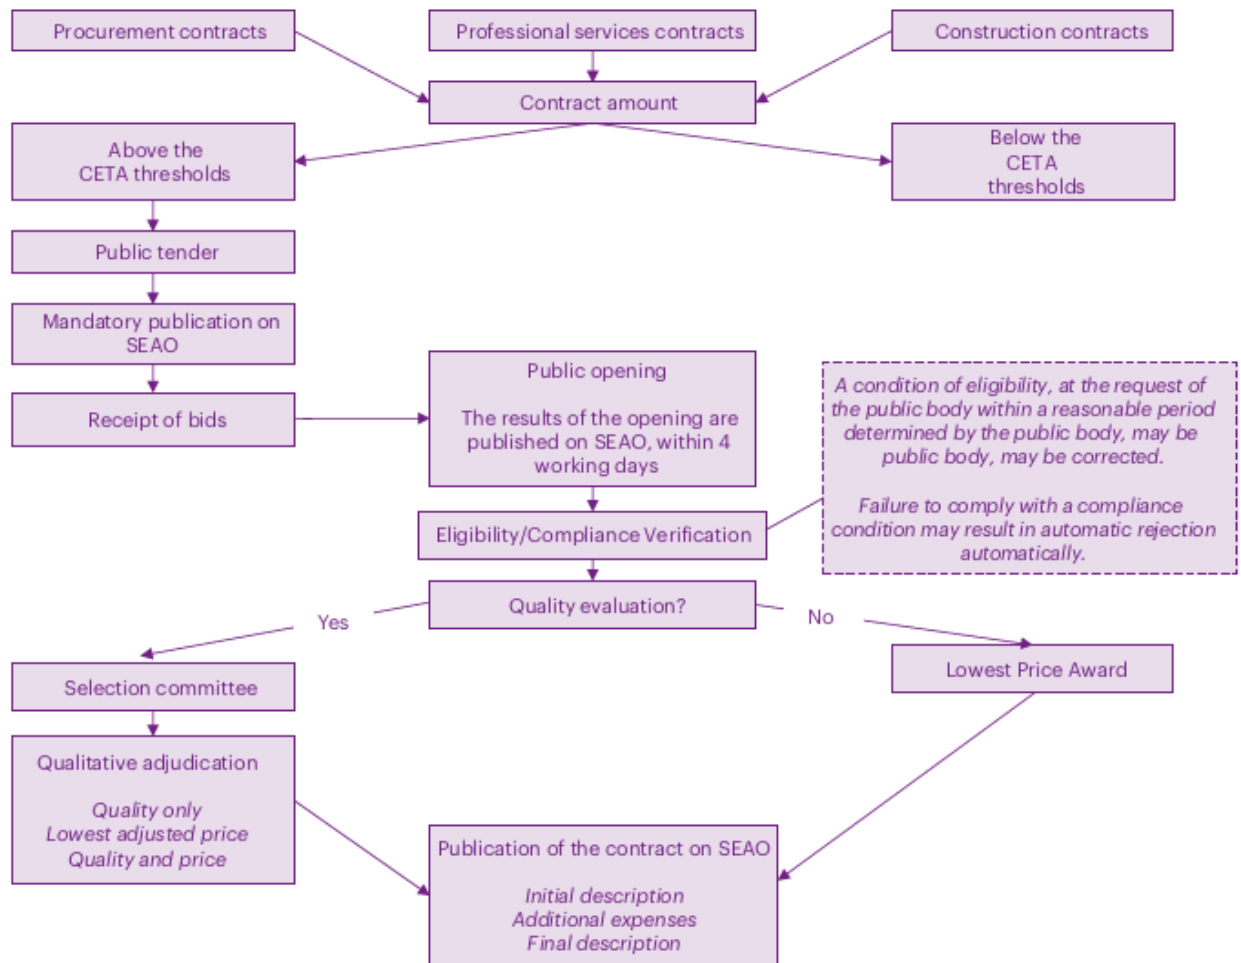 Procurement contracts
Professional services contracts
Construction contracts
Contract amount
Above the
CETA thresholds
Below the
CETA
thresholds
Public tender
Mandatory publication on
SEAO
Receipt of bids
Public opening
The results of the opening are
published on SEAO, within 4
working days
A condition of eligibility, at the request of
the public body within a reasonable period
determined by the public body, may be
public body, may be corrected.
Failure to comply with a compliance
condition may result in automatic rejection
automatically.
Eligibility/Compliance Verification
Quality evaluation?
Yes
No
Selection committee
Lowest Price Award
Qualitative adjudication
Quality only
Lowest adjusted price
Quality and price
Publication of the contract on SEAO
Initial description
Additional expenses
Final description